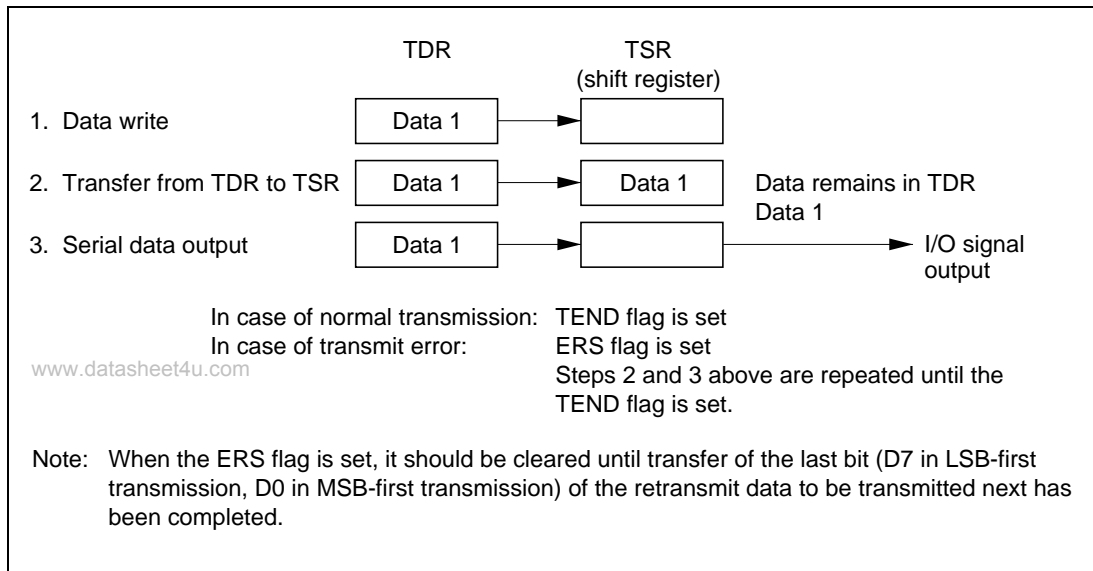 TDR
TSR
(shift register)
1. Data write
Data 1
2. Transfer from TDR to TSR
Data 1
Data 1
Data remains in TDR
Data 1
3. Serial data output
Data 1
I/O signal
output
In case of normal transmission: TEND flag is set
In case of transmit error: ERS flag is set
www.datasheet4u.com
Steps 2 and 3 above are repeated until the
TEND flag is set.
Note: When the ERS flag is set, it should be cleared until transfer of the last bit (D7 in LSB-first
transmission, D0 in MSB-first transmission) of the retransmit data to be transmitted next has
been completed.